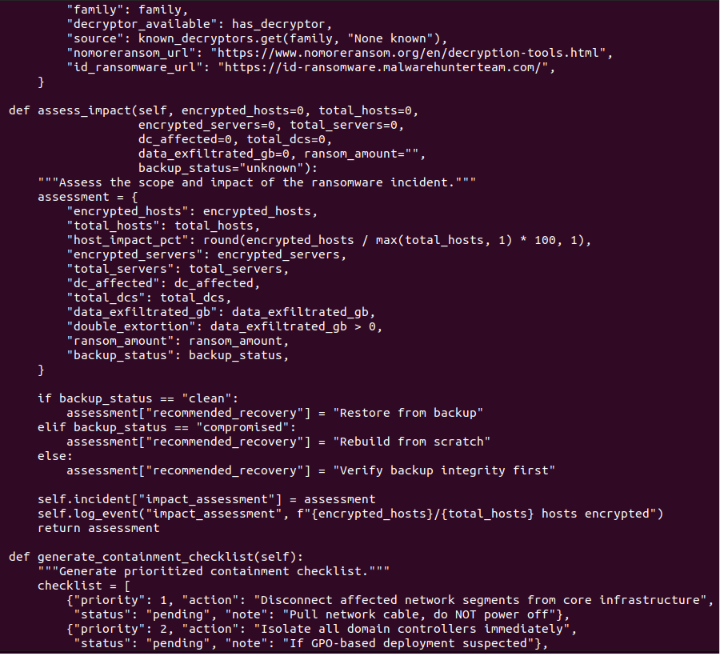 "family": family,
"decryptor_available": has_decryptor,
"source": known_decryptors.get(family, "None known"),
"nomoreransom_url": "https://www.nomoreransom.org/en/decryption-tools.html",
"id_ransomware_url": "https://id-ransomware.malwarehunterteam.com/",
}
def assess_impact(self, encrypted_hosts=0, total_hosts=0,
encrypted_servers=0, total_servers=0,
dc_affected=0, total_dcs=0,
data_exfiltrated_gb=0, ransom_amount="",
backup_status="unknown"):
"""Assess the scope and impact of the ransomware incident."""
assessment = {
"encrypted_hosts": encrypted_hosts,
"total_hosts": total_hosts,
"host_impact_pct": round(encrypted_hosts / max(total_hosts, 1) * 100, 1),
"encrypted_servers": encrypted_servers,
"total_servers": total_servers,
"dc_affected": dc_affected,
"total_dcs": total_dcs,
"data_exfiltrated_gb": data_exfiltrated_gb,
"double_extortion": data_exfiltrated_gb > 0,
"ransom_amount": ransom_amount,
"backup_status": backup_status,
}
if backup_status == "clean":
assessment["recommended_recovery"] = "Restore from backup"
elif backup_status == "compromised":
assessment["recommended_recovery"] = "Rebuild from scratch"
else:
assessment["recommended_recovery"] = "Verify backup integrity first"
self.incident["impact_assessment"] = assessment
self.log_event("impact_assessment", f"{encrypted_hosts}/{total_hosts} hosts encrypted")
return assessment
def generate_containment_checklist(self):
"""Generate prioritized containment checklist."""
checklist = [
{"priority": 1, "action": "Disconnect affected network segments from core infrastructure",
"status": "pending", "note": "Pull network cable, do NOT power off"},
{"priority": 2, "action": "Isolate all domain controllers immediately",
"status": "pending", "note": "If GPO-based deployment suspected"},